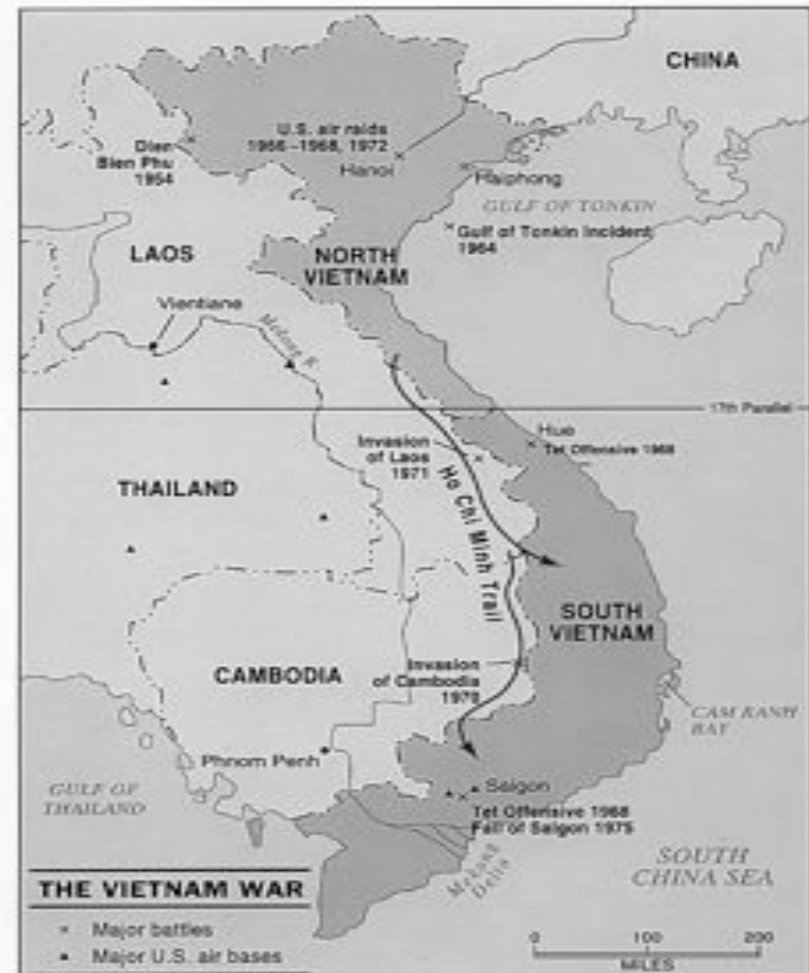 CHINA
U.S. air raids
1966–1968, 1972
Dien
Bien Phu
1954
Hanoi
Haiphong
GULF OF TONKIN
Gulf of Tonkin Incident
1964
LAOS
NORTH
VIETNAM
Vientiane
Mekong R.
17th Parallel
Hue
Tet Offensive 1968
Invasion
of Laos
1971
THAILAND
Ho Chi Minh Trail
SOUTH
VIETNAM
CAMBODIA
Invasion
of Cambodia
1970
CAM RANH
BAY
Phnom Penh
GULF OF
THAILAND
Saigon
Tet Offensive 1968
Fall of Saigon 1975
Mekong
Delta
SOUTH
CHINA SEA
THE VIETNAM WAR
× Major battles
▲ Major U.S. air bases
0 100 200
MILES